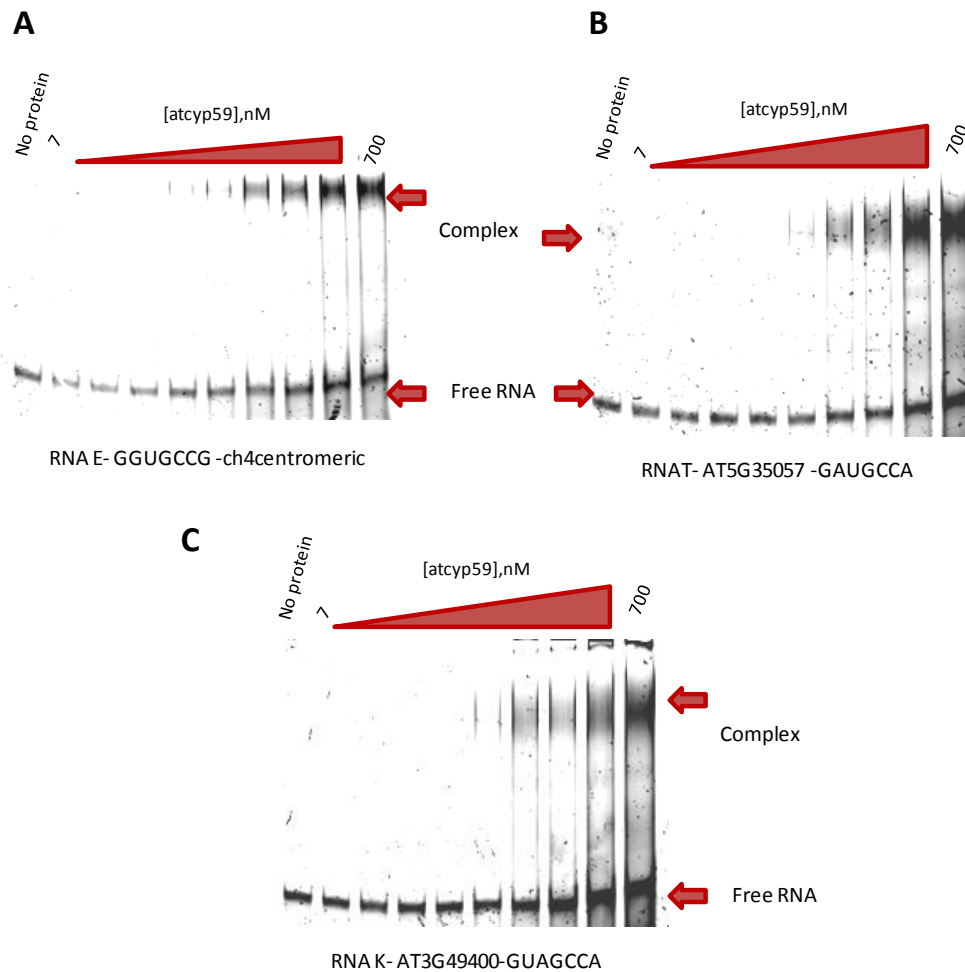 A
No protein
7
[atcyp59],nM
700
Complex
Free RNA
RNA E- GGUGCCG -ch4centromeric
B
No protein
7
[atcyp59],nM
700
RNAT- AT5G35057 -GAUGCCA
C
No protein
7
[atcyp59],nM
700
Complex
Free RNA
RNA K- AT3G49400-GUAGCCA